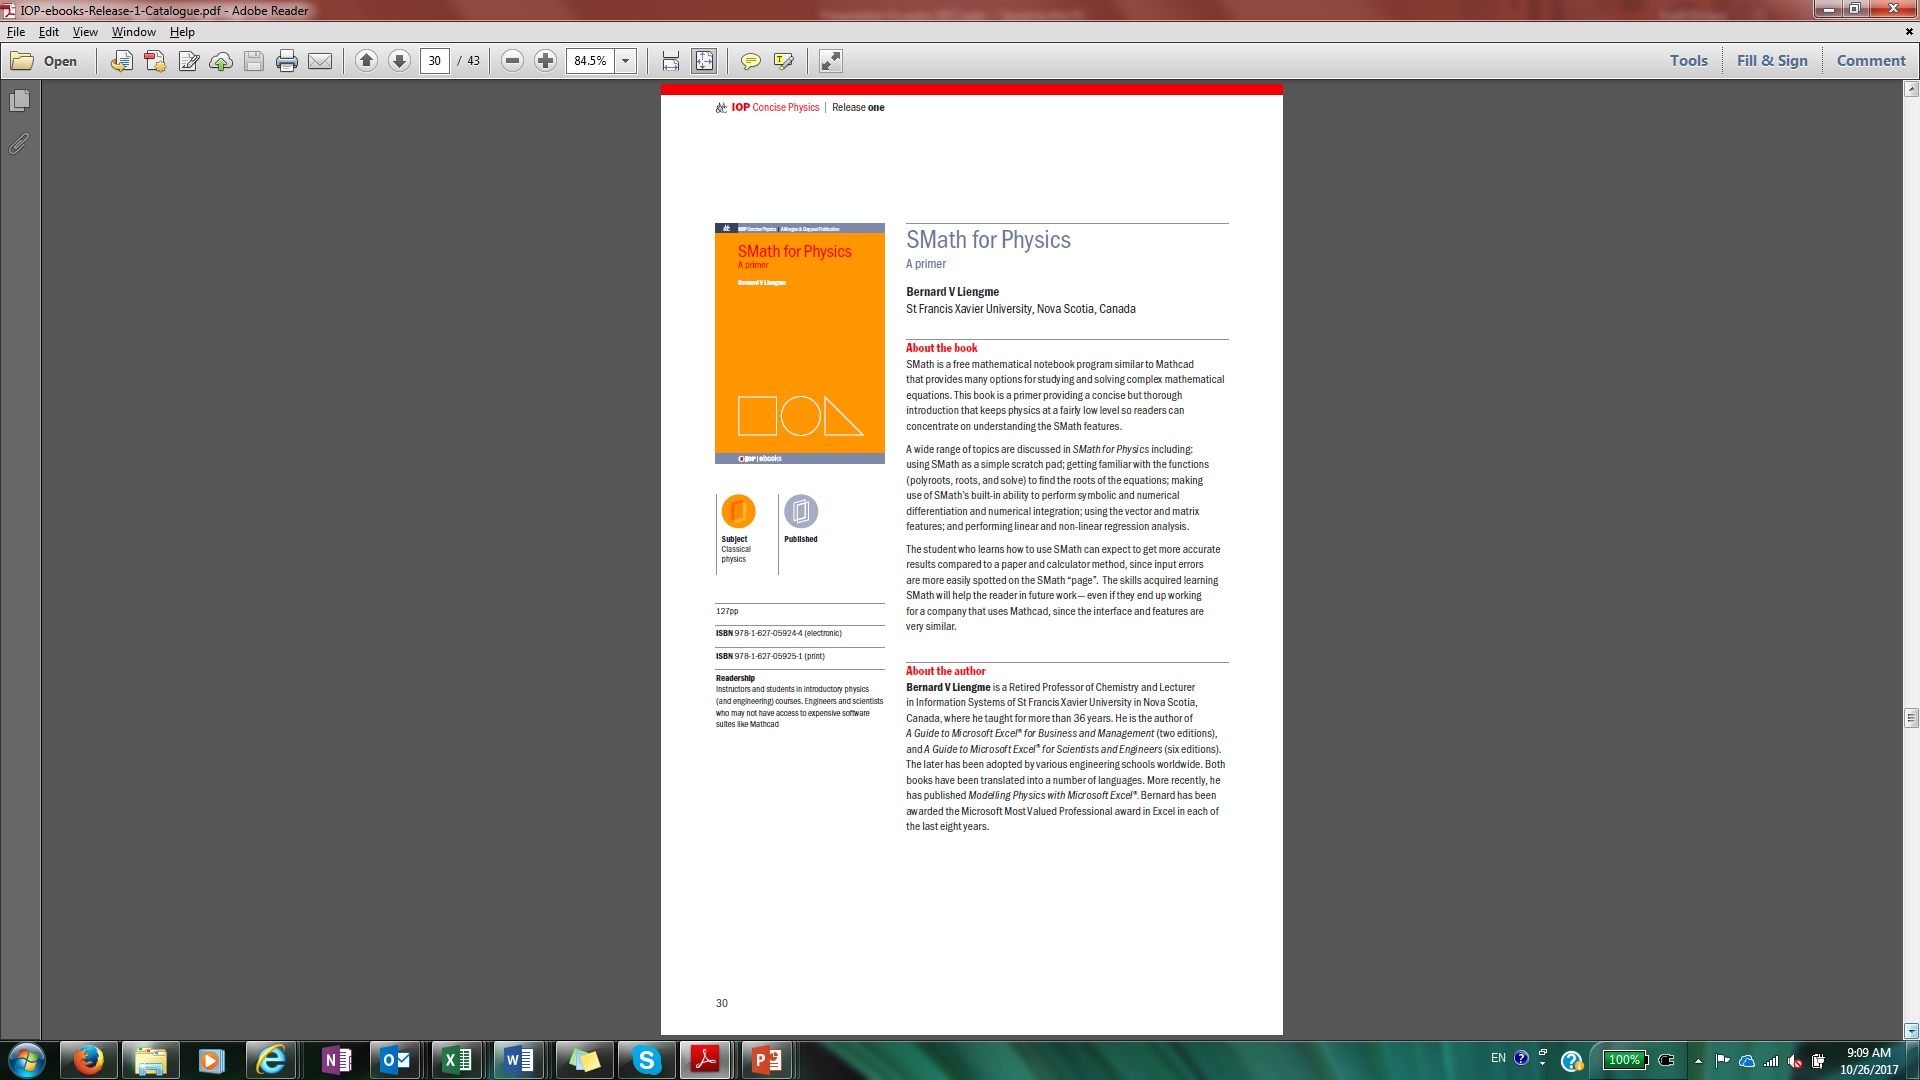 IOP-ebooks-Release-1-Catalogue.pdf - Adobe Reader
File Edit View Window Help
Open 30 / 43 84.5% Tools Fill & Sign Comment
IOP Concise Physics | Release one
IOP Concise Physics | A Morgan & Claypool Publication
SMath for Physics
A primer
Bernard V Liengme
IOP | ebooks
Subject
Classical
physics
Published
127pp
ISBN 978-1-627-05924-4 (electronic)
ISBN 978-1-627-05925-1 (print)
Readership
Instructors and students in introductory physics
(and engineering) courses. Engineers and scientists
who may not have access to expensive software
suites like Mathcad
SMath for Physics
A primer
Bernard V Liengme
St Francis Xavier University, Nova Scotia, Canada
About the book
SMath is a free mathematical notebook program similar to Mathcad
that provides many options for studying and solving complex mathematical
equations. This book is a primer providing a concise but thorough
introduction that keeps physics at a fairly low level so readers can
concentrate on understanding the SMath features.
A wide range of topics are discussed in SMath for Physics including:
using SMath as a simple scratch pad; getting familiar with the functions
(polyroots, roots, and solve) to find the roots of the equations; making
use of SMath's built-in ability to perform symbolic and numerical
differentiation and numerical integration; using the vector and matrix
features; and performing linear and non-linear regression analysis.
The student who learns how to use SMath can expect to get more accurate
results compared to a paper and calculator method, since input errors
are more easily spotted on the SMath “page”. The skills acquired learning
SMath will help the reader in future work — even if they end up working
for a company that uses Mathcad, since the interface and features are
very similar.
About the author
Bernard V Liengme is a Retired Professor of Chemistry and Lecturer
in Information Systems of St Francis Xavier University in Nova Scotia,
Canada, where he taught for more than 36 years. He is the author of
A Guide to Microsoft Excel® for Business and Management (two editions),
and A Guide to Microsoft Excel® for Scientists and Engineers (six editions).
The later has been adopted by various engineering schools worldwide. Both
books have been translated into a number of languages. More recently, he
has published Modelling Physics with Microsoft Excel®. Bernard has been
awarded the Microsoft Most Valued Professional award in Excel in each of
the last eight years.
30
EN 100% 9:09 AM
10/26/2017